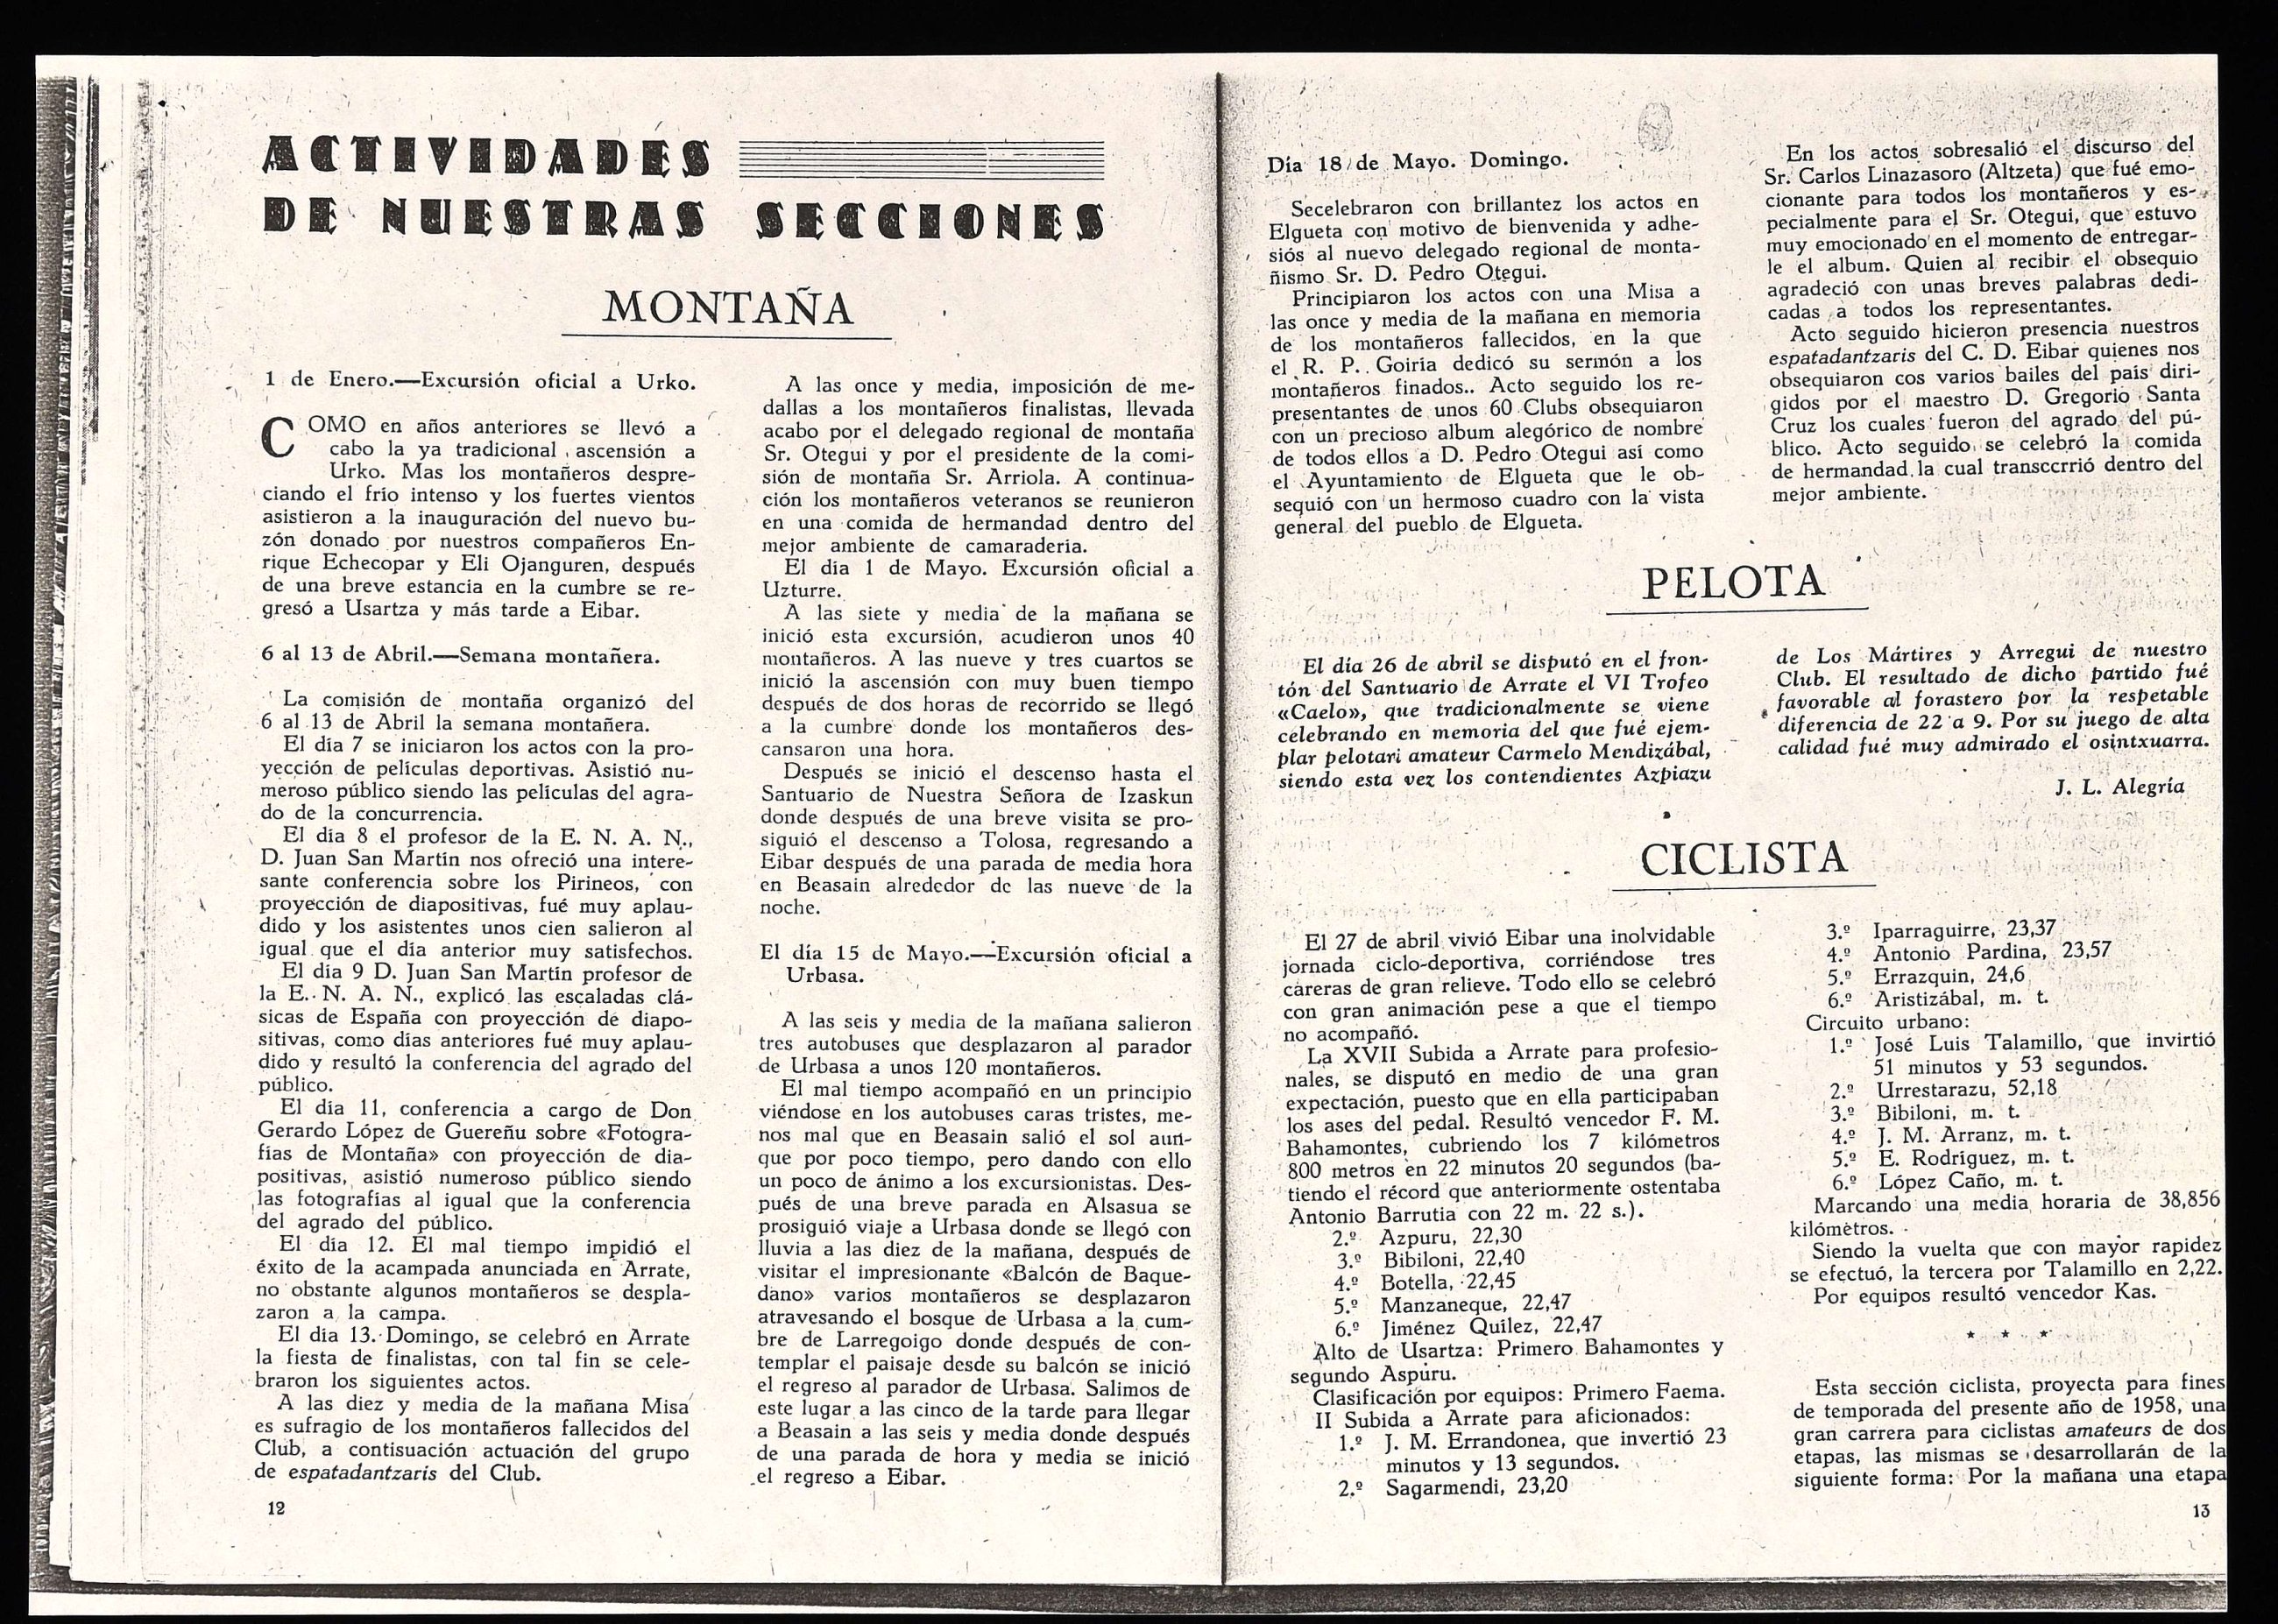 ACTIVIDADES
DE NUESTRAS SECCIONES
MONTAÑA
1 de Enero.—Excursión oficial a Urko.
COMO en años anteriores se llevó a
cabo la ya tradicional ascensión a
Urko. Mas los montañeros despre-
ciando el frío intenso y los fuertes vientos
asistieron a la inauguración del nuevo bu-
zón donado por nuestros compañeros En-
rique Echecopar y Eli Ojanguren, después
de una breve estancia en la cumbre se re-
gresó a Usartza y más tarde a Eibar.
6 al 13 de Abril.—Semana montañera.
La comisión de montaña organizó del
6 al 13 de Abril la semana montañera.
El día 7 se iniciaron los actos con la pro-
yección de películas deportivas. Asistió nu-
meroso público siendo las películas del agra-
do de la concurrencia.
El día 8 el profesor de la E. N. A. N.,
D. Juan San Martín nos ofreció una intere-
sante conferencia sobre los Pirineos, con
proyección de diapositivas, fué muy aplau-
dido y los asistentes unos cien salieron al
igual que el día anterior muy satisfechos.
El día 9 D. Juan San Martín profesor de
la E. N. A. N., explicó las escaladas clá-
sicas de España con proyección de diapo-
sitivas, como días anteriores fué muy aplau-
dido y resultó la conferencia del agrado del
público.
El día 11, conferencia a cargo de Don
Gerardo López de Guereñu sobre «Fotogra-
fías de Montaña» con proyección de dia-
positivas, asistió numeroso público siendo
las fotografías al igual que la conferencia
del agrado del público.
El día 12. El mal tiempo impidió el
éxito de la acampada anunciada en Arrate,
no obstante algunos montañeros se despla-
zaron a la campa.
El día 13. Domingo, se celebró en Arrate
la fiesta de finalistas, con tal fin se cele-
braron los siguientes actos.
A las diez y media de la mañana Misa
es sufragio de los montañeros fallecidos del
Club, a contisuación actuación del grupo
de espatadantzaris del Club.
12
A las once y media, imposición de me-
dallas a los montañeros finalistas, llevada
acabo por el delegado regional de montaña
Sr. Otegui y por el presidente de la comi-
sión de montaña Sr. Arriola. A continua-
ción los montañeros veteranos se reunieron
en una comida de hermandad dentro del
mejor ambiente de camaradería.
El día 1 de Mayo. Excursión oficial a
Uzturre.
A las siete y media de la mañana se
inició esta excursión, acudieron unos 40
montañeros. A las nueve y tres cuartos se
inició la ascensión con muy buen tiempo
después de dos horas de recorrido se llegó
a la cumbre donde los montañeros des-
cansaron una hora.
Después se inició el descenso hasta el
Santuario de Nuestra Señora de Izaskun
donde después de una breve visita se pro-
siguió el descenso a Tolosa, regresando a
Eibar después de una parada de media hora
en Beasain alrededor de las nueve de la
noche.
El día 15 de Mayo.—Excursión oficial a
Urbasa.
A las seis y media de la mañana salieron
tres autobuses que desplazaron al parador
de Urbasa a unos 120 montañeros.
El mal tiempo acompañó en un principio
viéndose en los autobuses caras tristes, me-
nos mal que en Beasain salió el sol aun-
que por poco tiempo, pero dando con ello
un poco de ánimo a los excursionistas. Des-
pués de una breve parada en Alsasua se
prosiguió viaje a Urbasa donde se llegó con
lluvia a las diez de la mañana, después de
visitar el impresionante «Balcón de Baque-
dano» varios montañeros se desplazaron
atravesando el bosque de Urbasa a la cum-
bre de Larregoigo donde después de con-
templar el paisaje desde su balcón se inició
el regreso al parador de Urbasa. Salimos de
este lugar a las cinco de la tarde para llegar
a Beasain a las seis y media donde después
de una parada de hora y media se inició
el regreso a Eibar.
Día 18 de Mayo. Domingo.
Secelebraron con brillantez los actos en
Elgueta con motivo de bienvenida y adhe-
siós al nuevo delegado regional de monta-
ñismo Sr. D. Pedro Otegui.
Principiaron los actos con una Misa a
las once y media de la mañana en memoria
de los montañeros fallecidos, en la que
el R. P. Goiria dedicó su sermón a los
montañeros finados.. Acto seguido los re-
presentantes de unos 60 Clubs obsequiaron
con un precioso album alegórico de nombre
de todos ellos a D. Pedro Otegui así como
el Ayuntamiento de Elgueta que le ob-
sequió con un hermoso cuadro con la vista
general del pueblo de Elgueta.
En los actos sobresalió el discurso del
Sr. Carlos Linazasoro (Altzeta) que fué emo-
cionante para todos los montañeros y es-
pecialmente para el Sr. Otegui, que estuvo
muy emocionado en el momento de entregar-
le el album. Quien al recibir el obsequio
agradeció con unas breves palabras dedi-
cadas a todos los representantes.
Acto seguido hicieron presencia nuestros
espatadantzaris del C. D. Eibar quienes nos
obsequiaron cos varios bailes del país diri-
gidos por el maestro D. Gregorio Santa
Cruz los cuales fueron del agrado del pú-
blico. Acto seguido se celebró la comida
de hermandad la cual transccrrió dentro del
mejor ambiente.
PELOTA
El día 26 de abril se disputó en el fron-
tón del Santuario de Arrate el VI Trofeo
«Caelo», que tradicionalmente se viene
celebrando en memoria del que fué ejem-
plar pelotari amateur Carmelo Mendizábal,
siendo esta vez los contendientes Azpiazu
de Los Mártires y Arregui de nuestro
Club. El resultado de dicho partido fué
favorable al forastero por la respetable
diferencia de 22 a 9. Por su juego de alta
calidad fué muy admirado el osintxuarra.
J. L. Alegría
CICLISTA
El 27 de abril vivió Eibar una inolvidable
jornada ciclo-deportiva, corriéndose tres
careras de gran relieve. Todo ello se celebró
con gran animación pese a que el tiempo
no acompañó.
La XVII Subida a Arrate para profesio-
nales, se disputó en medio de una gran
expectación, puesto que en ella participaban
los ases del pedal. Resultó vencedor F. M.
Bahamontes, cubriendo los 7 kilómetros
800 metros en 22 minutos 20 segundos (ba-
tiendo el récord que anteriormente ostentaba
Antonio Barrutia con 22 m. 22 s.).
2.º Azpuru, 22,30
3.º Bibiloni, 22,40
4.º Botella, 22,45
5.º Manzaneque, 22,47
6.º Jiménez Quílez, 22,47
Alto de Usartza: Primero Bahamontes y
segundo Aspuru.
Clasificación por equipos: Primero Faema.
II Subida a Arrate para aficionados:
1.º J. M. Errandonea, que invertió 23
minutos y 13 segundos.
2.º Sagarmendi, 23,20
3.º Iparraguirre, 23,37
4.º Antonio Pardina, 23,57
5.º Errazquin, 24,6
6.º Aristizábal, m. t.
Circuito urbano:
1.º José Luis Talamillo, que invirtió
51 minutos y 53 segundos.
2.º Urrestarazu, 52,18
3.º Bibiloni, m. t.
4.º J. M. Arranz, m. t.
5.º E. Rodríguez, m. t.
6.º López Caño, m. t.
Marcando una media horaria de 38,856
kilómetros.
Siendo la vuelta que con mayor rapidez
se efectuó, la tercera por Talamillo en 2,22.
Por equipos resultó vencedor Kas.
* * *
Esta sección ciclista, proyecta para fines
de temporada del presente año de 1958, una
gran carrera para ciclistas amateurs de dos
etapas, las mismas se desarrollarán de la
siguiente forma: Por la mañana una etapa
13